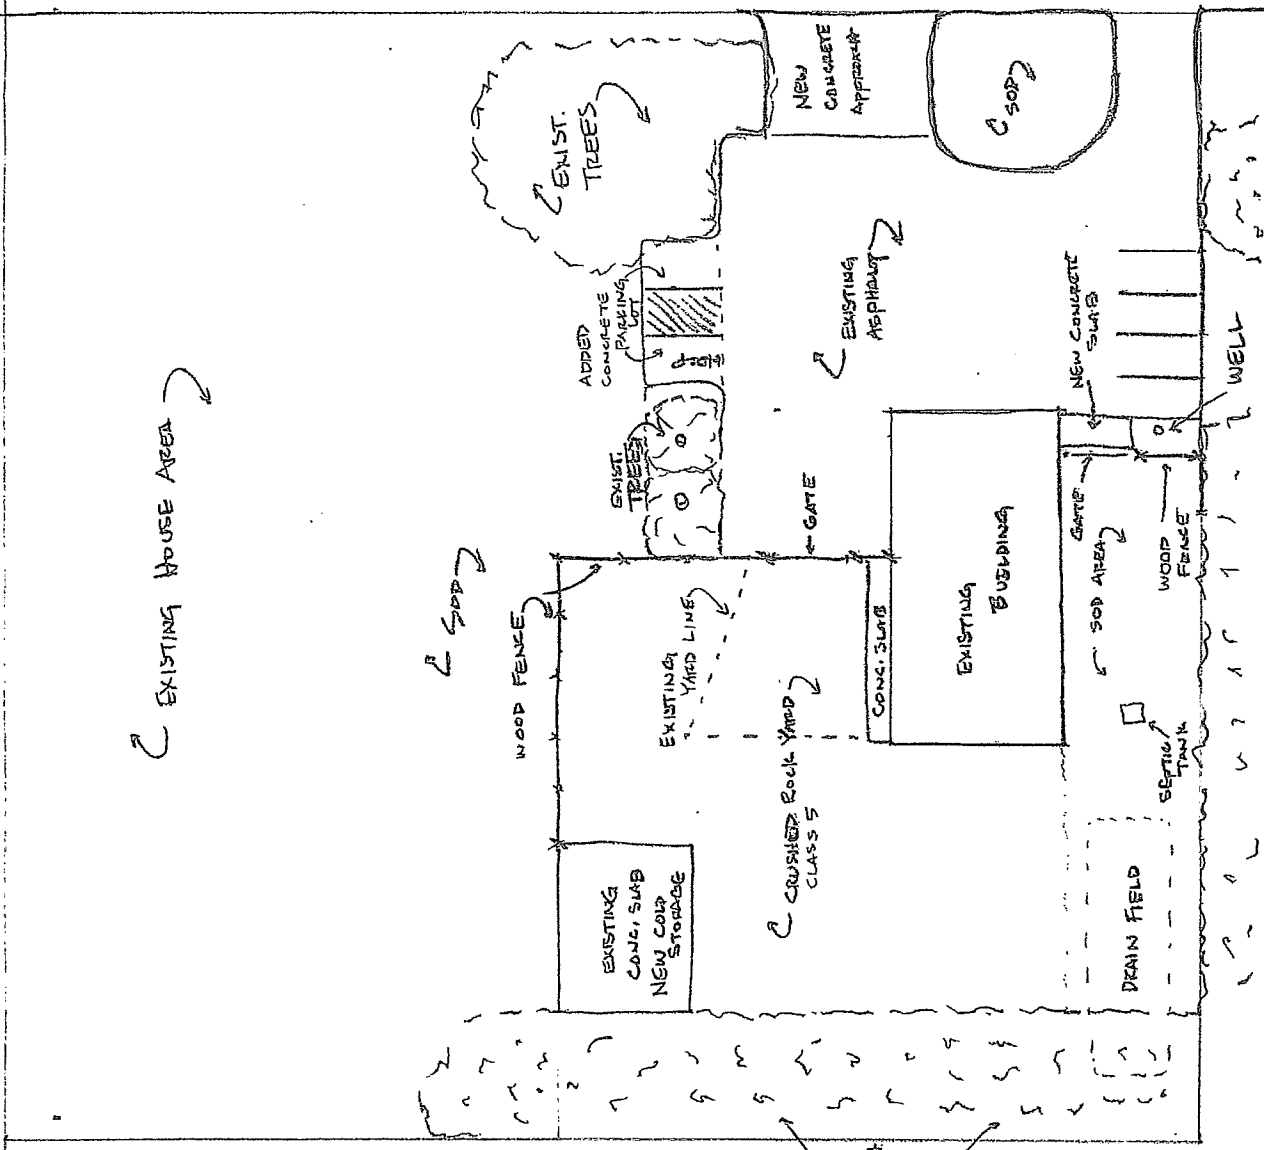 EXISTING HOUSE AREA
SOD
WOOD FENCE
EXISTING
CONC. SLAB
NEW COLD
STORAGE
EXISTING
YARD LINE
CRUSHED ROCK YARD
CLASS 5
CONC. SLAB
GATE
EXIST.
TREES
ADDED
CONCRETE
PARKING
LOT
EXIST.
TREES
NEW
CONCRETE
APPROACH
SOD
EXISTING
ASPHALT
EXISTING
BUILDING
NEW CONCRETE
SLAB
WELL
GATE
SOD AREA
WOOD
FENCE
SEPTIC
TANK
DRAIN FIELD